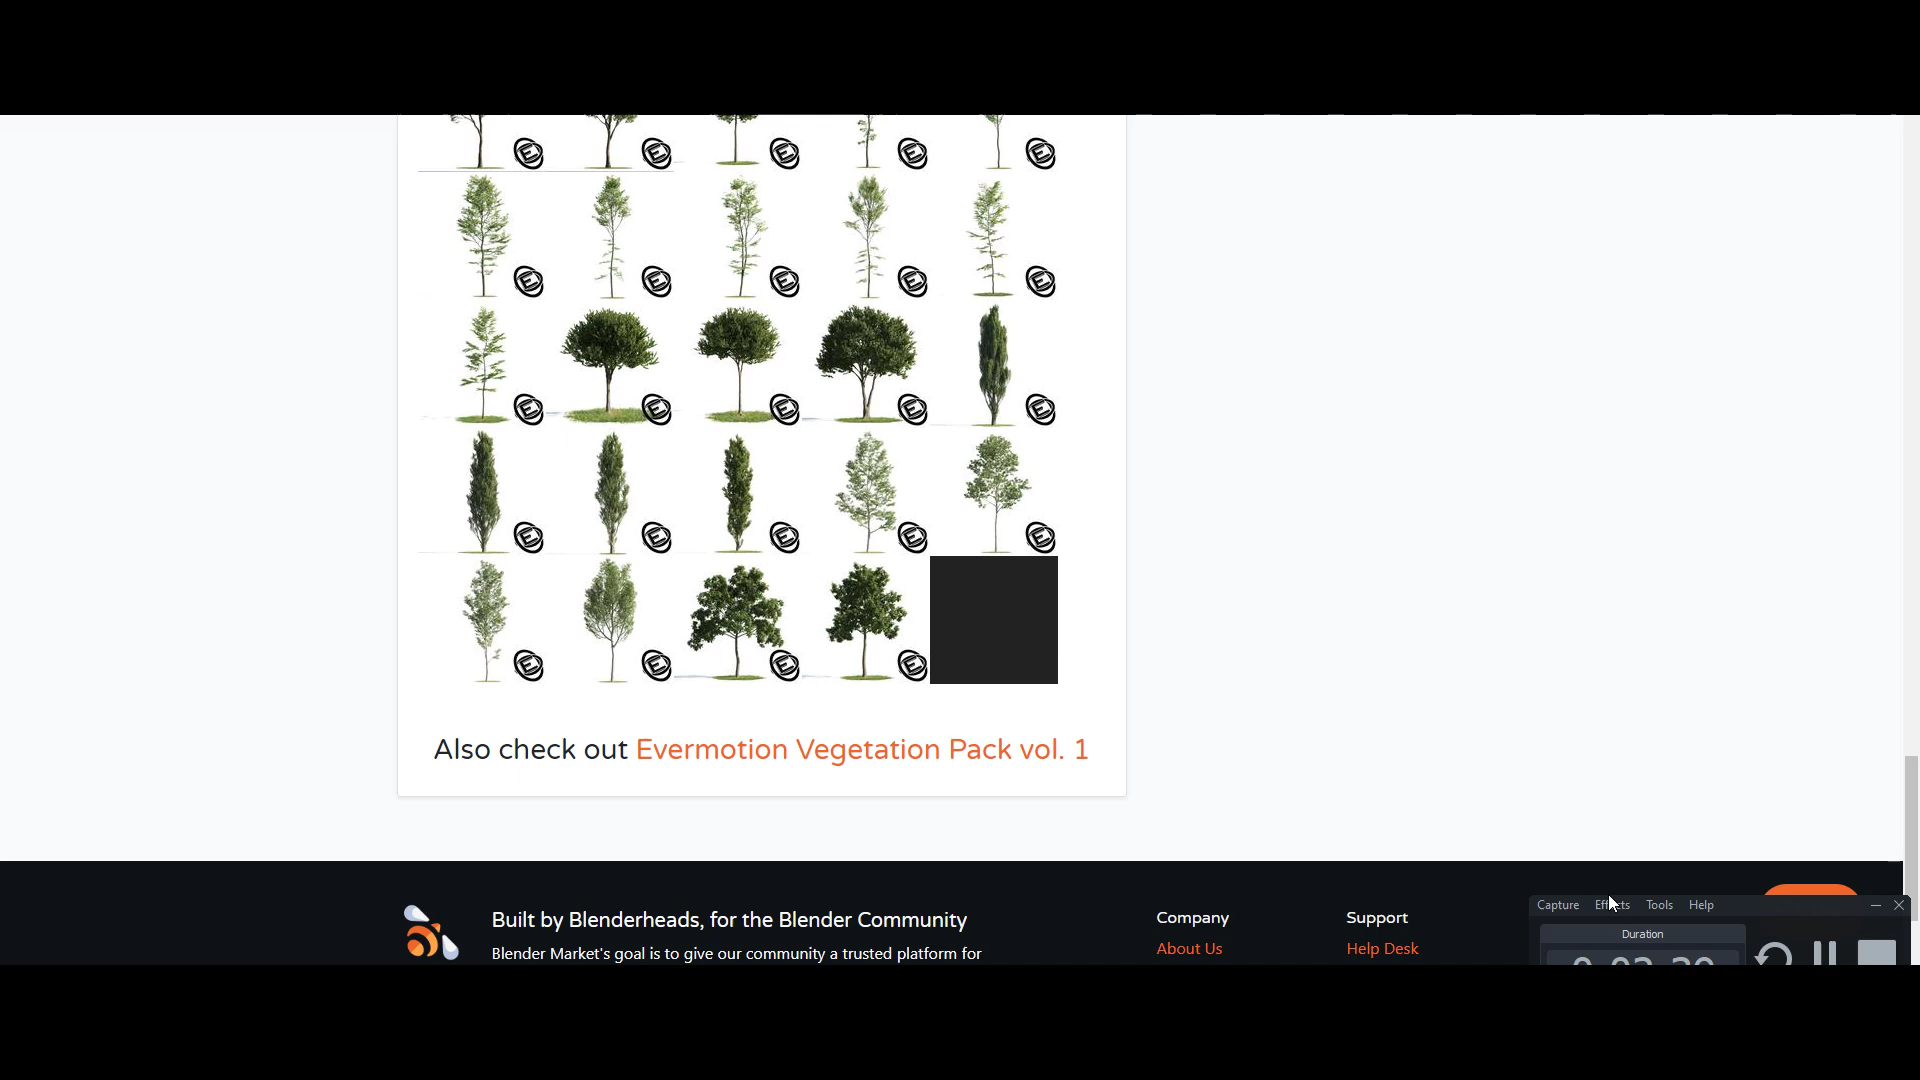 Also check out Evermotion Vegetation Pack vol. 1
Built by Blenderheads, for the Blender Community
Blender Market's goal is to give our community a trusted platform for
Company
About Us
Support
Help Desk
Capture Effects Tools Help
Duration